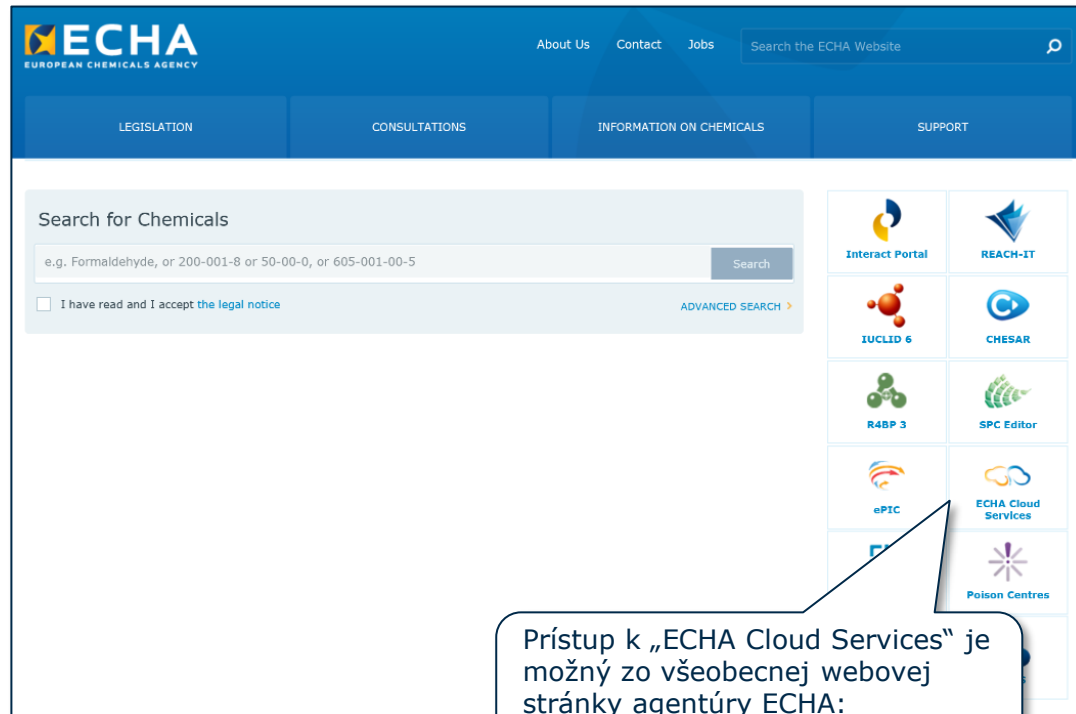 ECHA
EUROPEAN CHEMICALS AGENCY
About Us Contact Jobs Search the ECHA Website
LEGISLATION CONSULTATIONS INFORMATION ON CHEMICALS SUPPORT
Search for Chemicals
e.g. Formaldehyde, or 200-001-8 or 50-00-0, or 605-001-00-5 Search
I have read and I accept the legal notice ADVANCED SEARCH >
Interact Portal REACH-IT
IUCLID 6 CHESAR
R4BP 3 SPC Editor
ePIC ECHA Cloud
Services
Poison Centres
Prístup k „ECHA Cloud Services“ je
možný zo všeobecnej webovej
stránky agentúry ECHA: